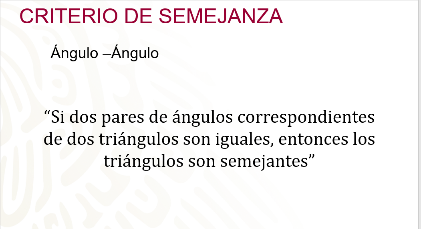 CRITERIO DE SEMEJANZA
Ángulo –Ángulo
“Si dos pares de ángulos correspondientes
de dos triángulos son iguales, entonces los
triángulos son semejantes”